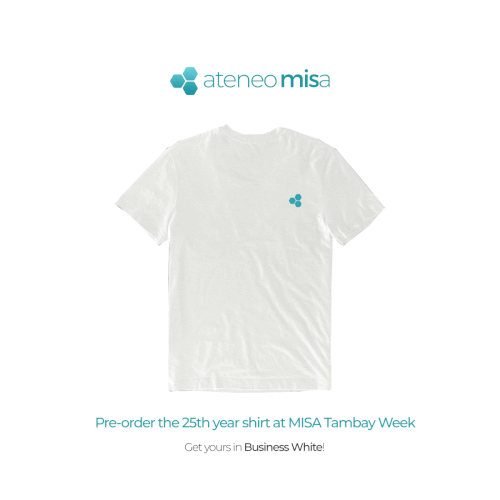 ateneo misa
Pre-order the 25th year shirt at MISA Tambay Week
Get yours in Business White!